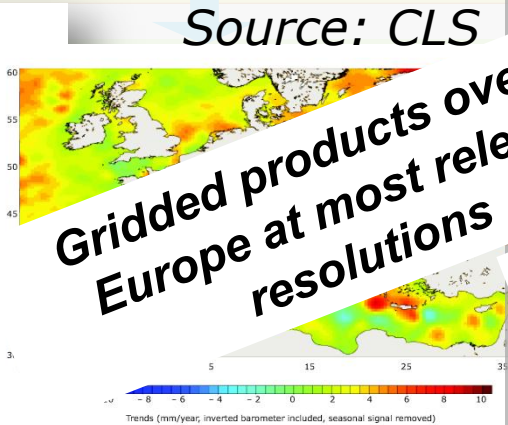 Source: CLS
60
55
50
45
3
Gridded products ove
Europe at most rele
resolutions
5 15 25 35
- 8 - 6 - 4 - 2 0 2 4 6 8 10
Trends (mm/year, inverted barometer included, seasonal signal removed)